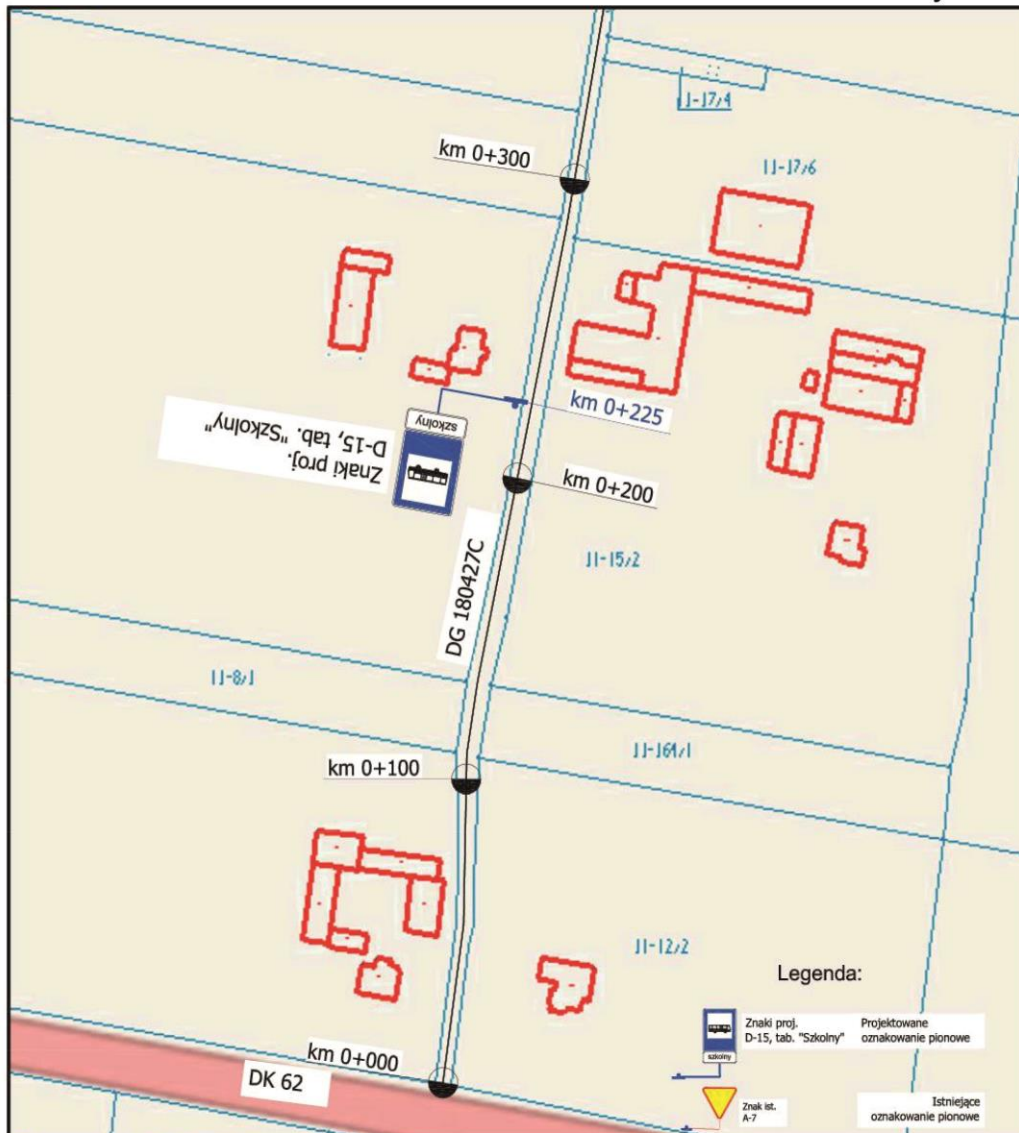 11-17/4
km 0+300
11-17/6
km 0+225
szkolny
Znaki proj.
D-15, tab. "Szkolny"
km 0+200
DG 180427C
11-15/2
11-8/1
11-161/1
km 0+100
11-12/2
Legenda:
Znaki proj.
D-15, tab. "Szkolny"
Projektowane
oznakowanie pionowe
szkolny
km 0+000
DK 62
Znak ist.
A-7
Istniejące
oznakowanie pionowe